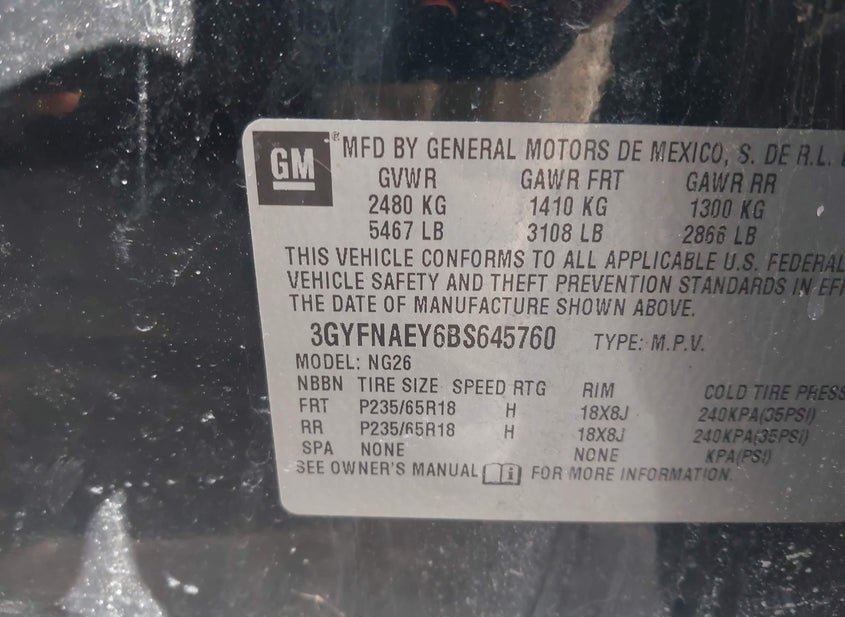 GM ® MFD BY GENERAL MOTORS DE MEXICO, S. DE R.L.
GVWR GAWR FRT GAWR RR
2480 KG 1410 KG 1300 KG
5467 LB 3108 LB 2866 LB
THIS VEHICLE CONFORMS TO ALL APPLICABLE U.S. FEDERAL
VEHICLE SAFETY AND THEFT PREVENTION STANDARDS IN EFF
THE DATE OF MANUFACTURE SHOWN ABOVE.
3GYFNAEY6BS645760 TYPE: M.P.V.
MODEL: NG26
NBBN TIRE SIZE SPEED RTG RIM COLD TIRE PRESS
FRT P235/65R18 H 18X8J 240KPA(35PSI)
RR P235/65R18 H 18X8J 240KPA(35PSI)
SPA NONE NONE KPA(PSI)
SEE OWNER'S MANUAL FOR MORE INFORMATION.